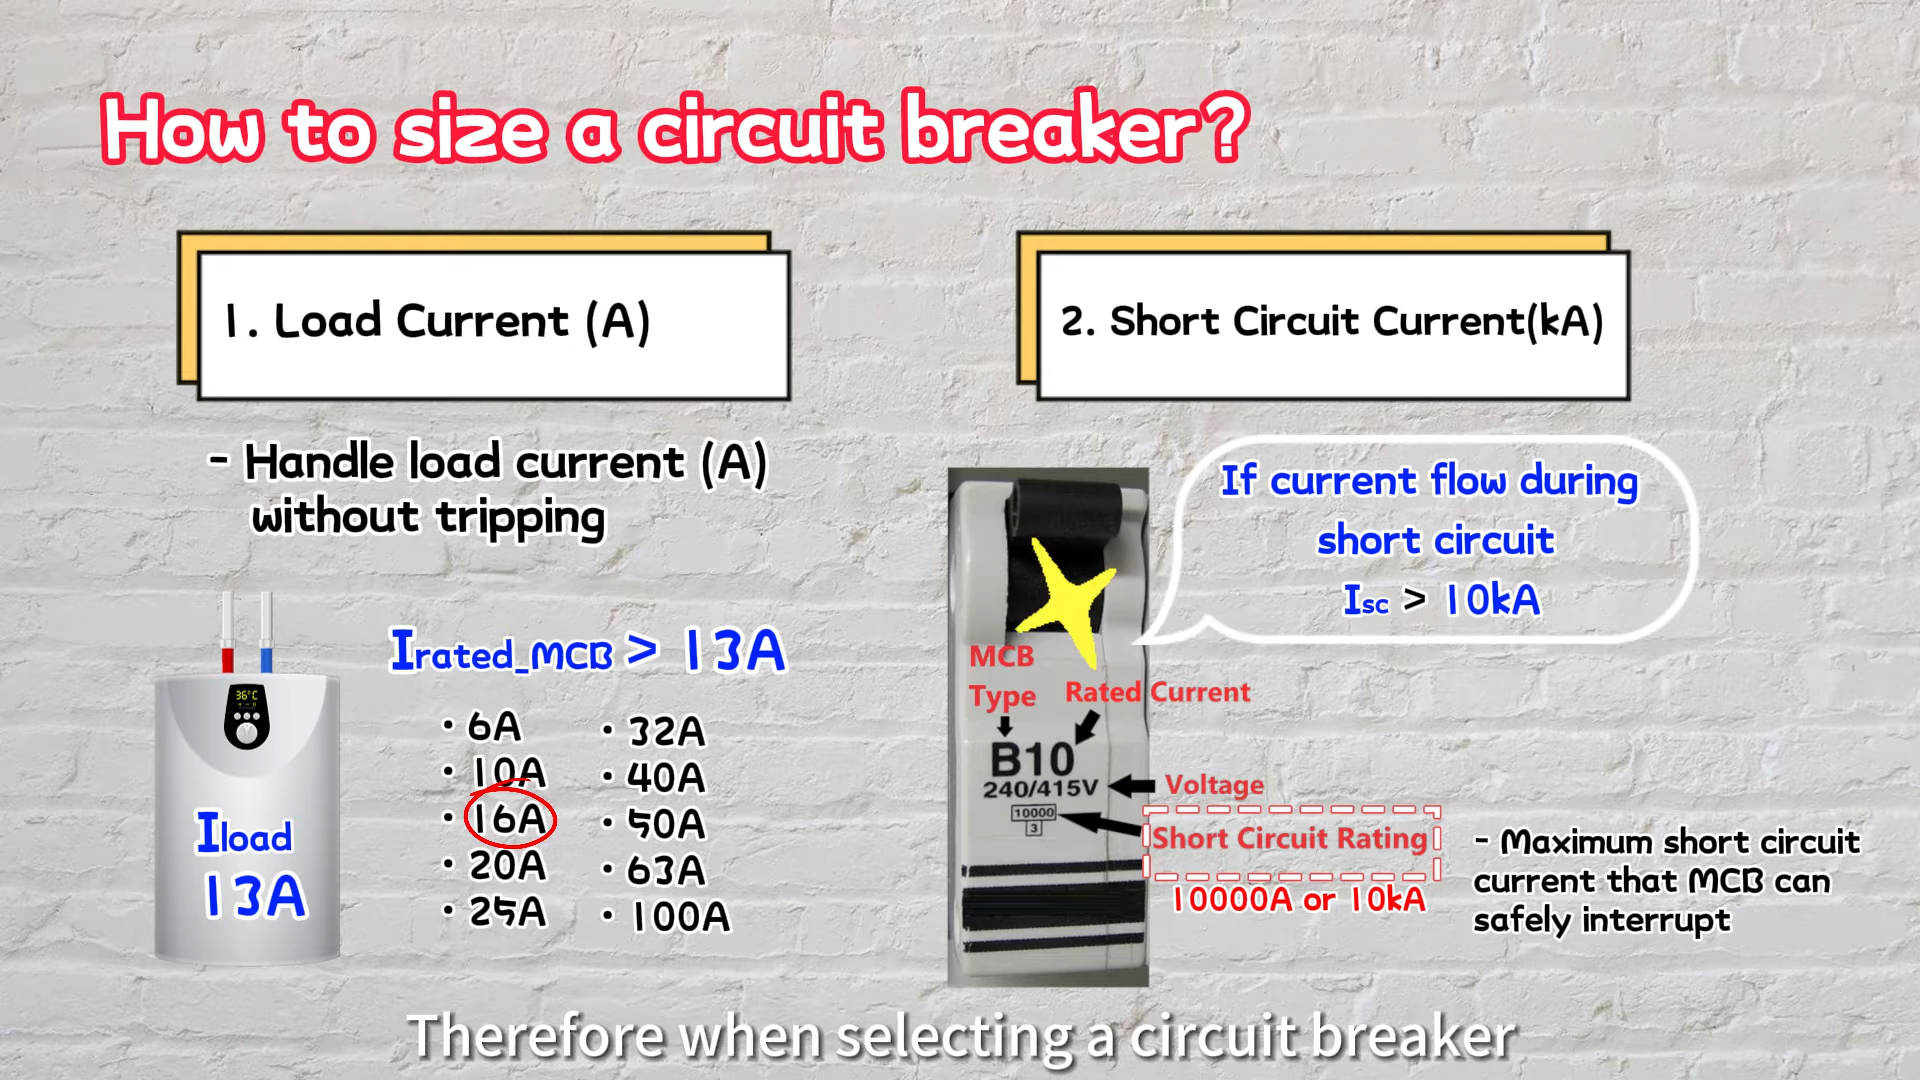 How to size a circuit breaker?
1. Load Current (A)
- Handle load current (A)
without tripping
36°C
Iload
13A
Irated_MCB > 13A
· 6A
· 10A
· 16A
· 20A
· 25A
· 32A
· 40A
· 50A
· 63A
· 100A
2. Short Circuit Current(kA)
If current flow during
short circuit
Isc > 10kA
MCB
Type
Rated Current
B10
240/415V
Voltage
10000
3
Short Circuit Rating
10000A or 10kA
- Maximum short circuit
current that MCB can
safely interrupt
Therefore when selecting a circuit breaker